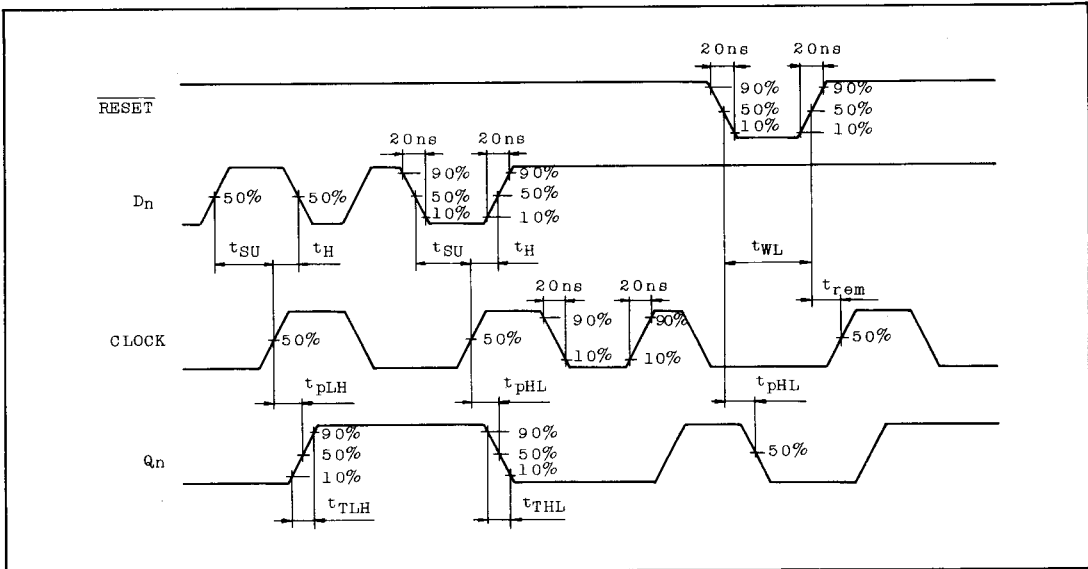 20ns 20ns
RESET
90% 90%
50% 50%
10% 10%
20ns 20ns
Dn
50% 50% 90% 90%
50% 50%
10% 10%
tSU tH tSU tH
tWL
20ns 20ns trem
CLOCK
50% 50% 90% 90% 50%
10% 10%
tpLH tpHL tpHL
Qn
90% 90%
50% 50% 50%
10% 10%
tTLH tTHL